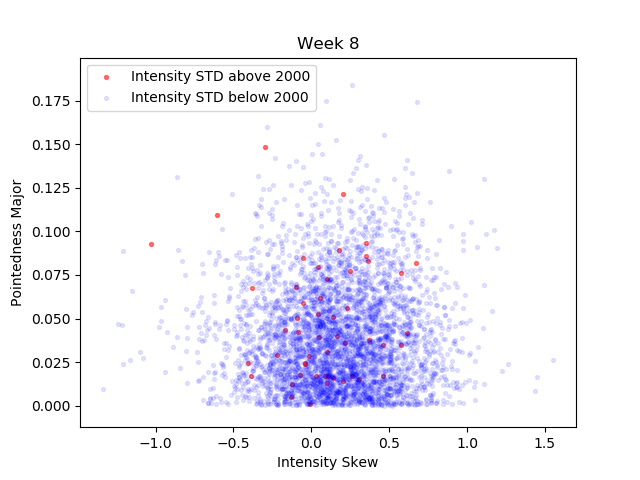 Week 8
Intensity STD above 2000
Intensity STD below 2000
0.175
0.150
0.125
0.100
0.075
0.050
0.025
0.000
Pointedness Major
−1.0 −0.5 0.0 0.5 1.0 1.5
Intensity Skew